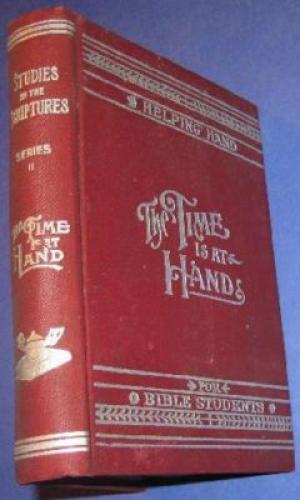 STUDIES
IN THE
SCRIPTURES
SERIES
II
THE TIME
IS AT
HAND
HELPING HAND
The TIME
IS AT
HAND
FOR
BIBLE STUDENTS